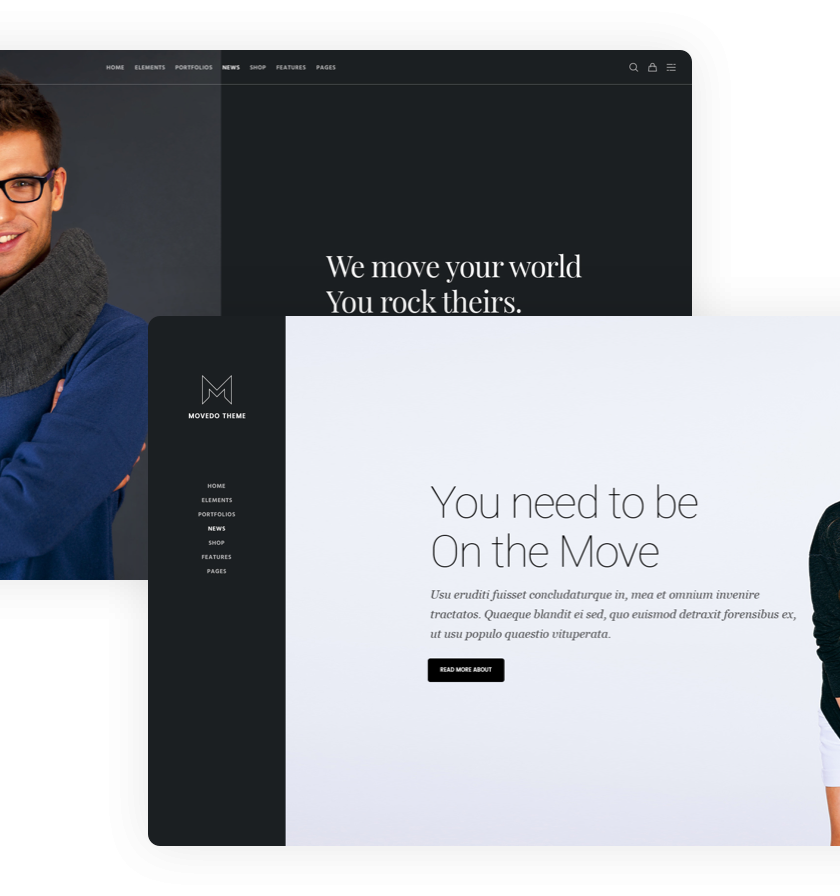 HOME ELEMENTS PORTFOLIOS NEWS SHOP FEATURES PAGES
We move your world
You rock theirs.
MOVEDO THEME
HOME
ELEMENTS
PORTFOLIOS
NEWS
SHOP
FEATURES
PAGES
You need to be
On the Move
Usu eruditi fuisset concludaturque in, mea et omnium invenire
tractatos. Quaeque blandit ei sed, quo euismod detraxit forensibus ex,
ut usu populo quaestio vituperata.
READ MORE ABOUT